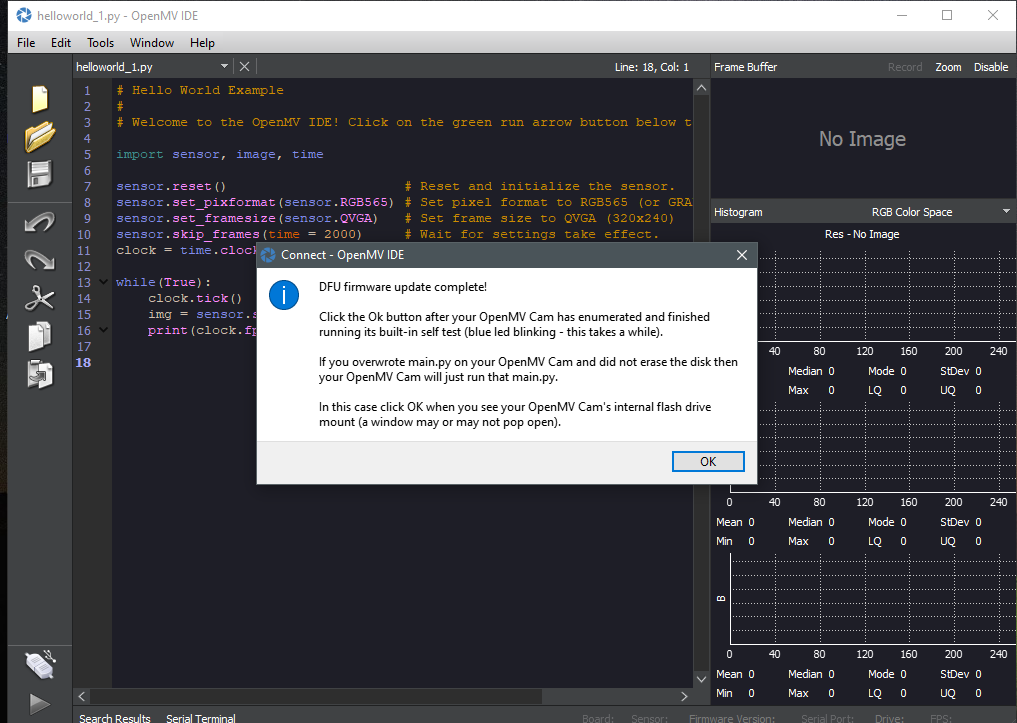 helloworld_1.py - OpenMV IDE
File Edit Tools Window Help
helloworld_1.py
Line: 18, Col: 1
Frame Buffer
Record Zoom Disable
1 # Hello World Example
2 #
3 # Welcome to the OpenMV IDE! Click on the green run arrow button below t
4
5 import sensor, image, time
6
7 sensor.reset() # Reset and initialize the sensor.
8 sensor.set_pixformat(sensor.RGB565) # Set pixel format to RGB565 (or GRA
9 sensor.set_framesize(sensor.QVGA) # Set frame size to QVGA (320x240)
10 sensor.skip_frames(time = 2000) # Wait for settings take effect.
11 clock = time.clock
12
13 while(True):
14 clock.tick()
15 img = sensor.s
16 print(clock.fp
17
18
No Image
Histogram
RGB Color Space
Res - No Image
Connect - OpenMV IDE
DFU firmware update complete!
Click the Ok button after your OpenMV Cam has enumerated and finished
running its built-in self test (blue led blinking - this takes a while).
If you overwrote main.py on your OpenMV Cam and did not erase the disk then
your OpenMV Cam will just run that main.py.
In this case click OK when you see your OpenMV Cam's internal flash drive
mount (a window may or may not pop open).
OK
40 80 120 160 200 240
Median 0 Mode 0 StDev 0
Max 0 LQ 0 UQ 0
0 40 80 120 160 200 240
Mean 0 Median 0 Mode 0 StDev 0
Min 0 Max 0 LQ 0 UQ 0
B
0 40 80 120 160 200 240
Mean 0 Median 0 Mode 0 StDev 0
Min 0 Max 0 LQ 0 UQ 0
Search Results Serial Terminal
Board: Sensor: Firmware Version: Serial Port: Drive: FPS: